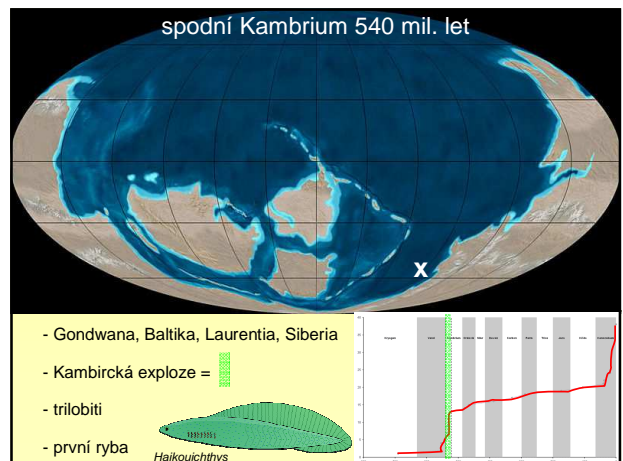 spodní Kambrium 540 mil. let
x
- Gondwana, Baltika, Laurentia, Siberia
- Kambircká exploze =
- trilobiti
- první ryba
Haikouichthys